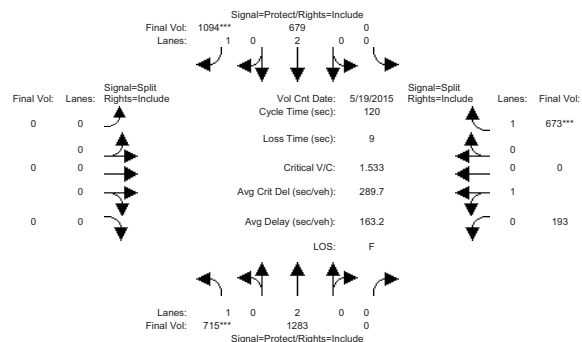 Signal=Protect/Rights=Include
Final Vol: 1094*** 679 0
Lanes: 1 0 2 0 0
Signal=Split Signal=Split
Final Vol: Lanes: Rights=Include Vol Cnt Date: 5/19/2015 Rights=Include Lanes: Final Vol:
Cycle Time (sec): 120
0 0 1 673***
Loss Time (sec): 9
0 0
0 0 Critical V/C: 1.533 0 0
0 Avg Crit Del (sec/veh): 289.7 1
0 0 Avg Delay (sec/veh): 163.2 0 193
LOS: F
Lanes: 1 0 2 0 0
Final Vol: 715*** 1283 0
Signal=Protect/Rights=Include